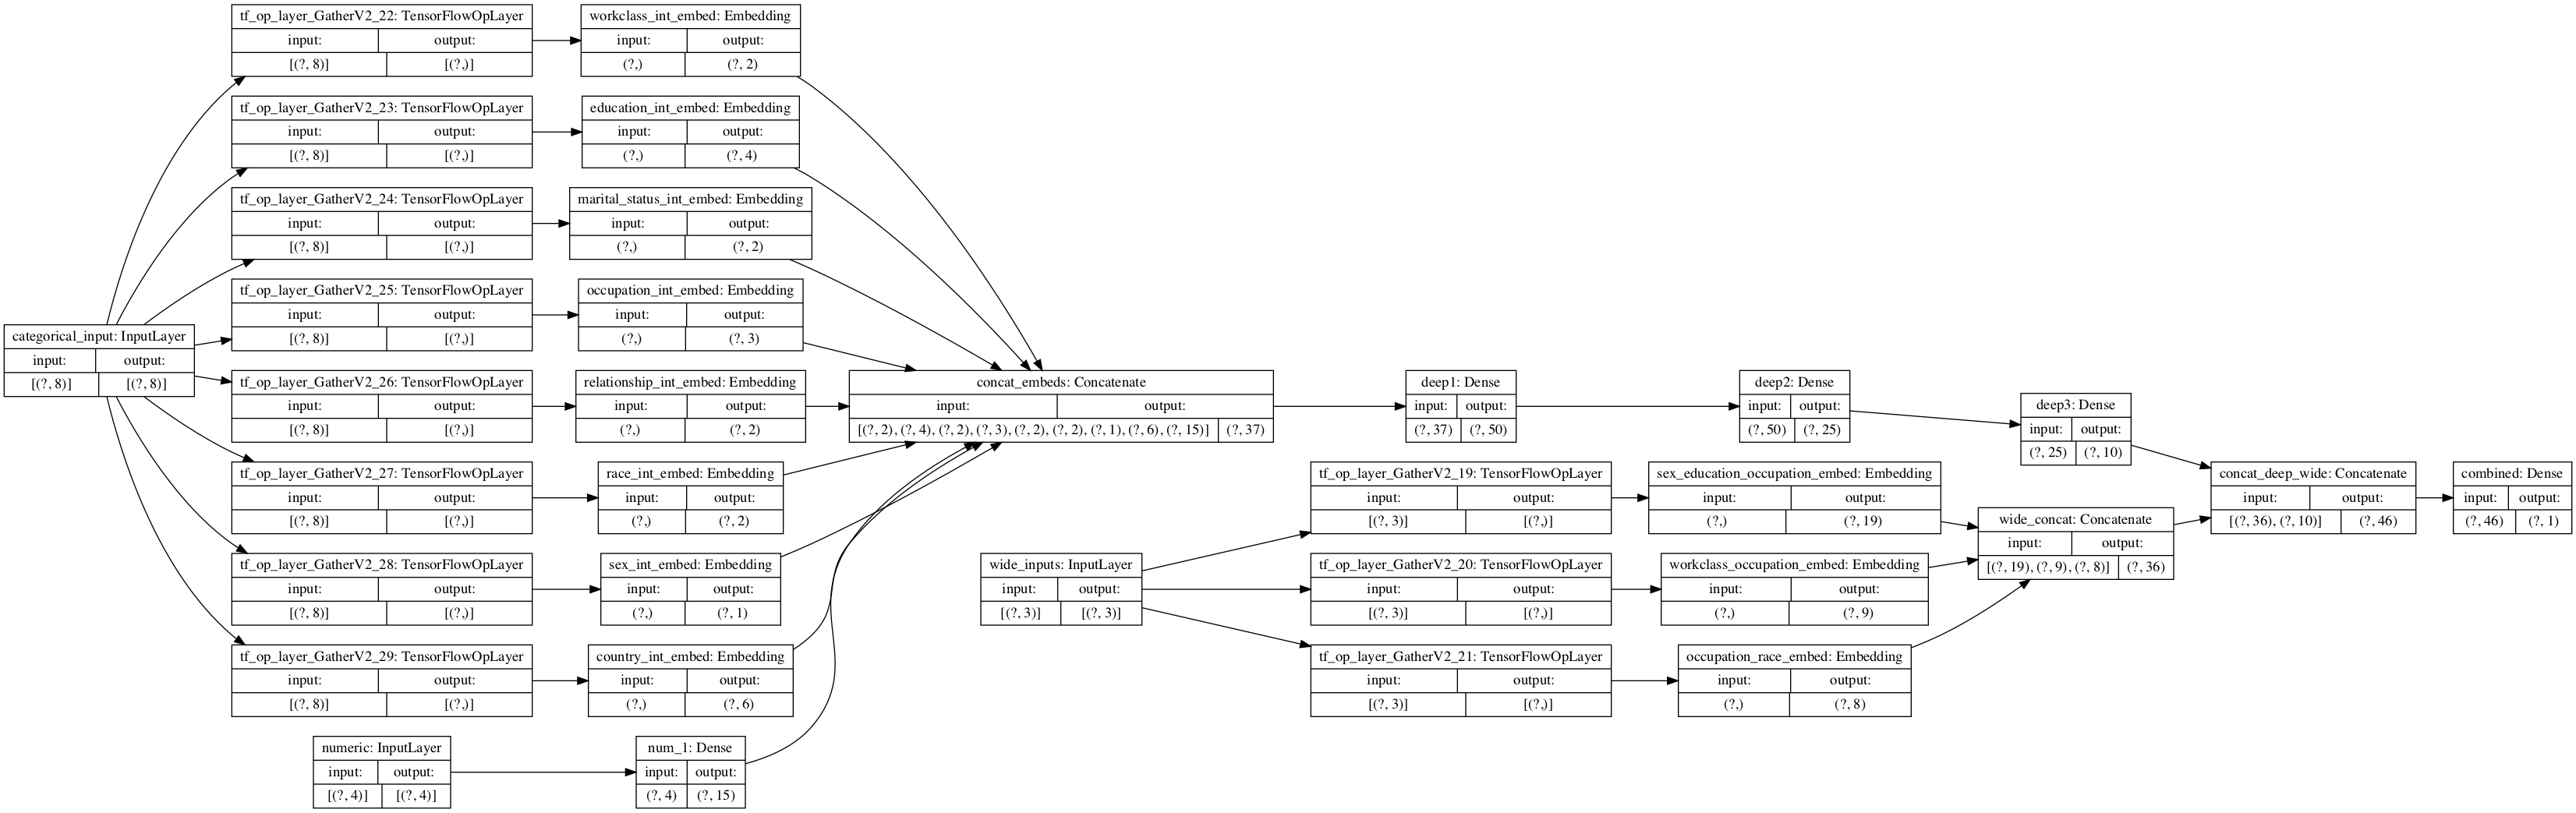 tf_op_layer_GatherV2_22: TensorFlowOpLayer
input: output:
[(?, 8)] [(?,)]
workclass_int_embed: Embedding
input: output:
(?,) (?, 2)
tf_op_layer_GatherV2_23: TensorFlowOpLayer
input: output:
[(?, 8)] [(?,)]
education_int_embed: Embedding
input: output:
(?,) (?, 4)
tf_op_layer_GatherV2_24: TensorFlowOpLayer
input: output:
[(?, 8)] [(?,)]
marital_status_int_embed: Embedding
input: output:
(?,) (?, 2)
tf_op_layer_GatherV2_25: TensorFlowOpLayer
input: output:
[(?, 8)] [(?,)]
occupation_int_embed: Embedding
input: output:
(?,) (?, 3)
categorical_input: InputLayer
input: output:
[(?, 8)] [(?, 8)]
tf_op_layer_GatherV2_26: TensorFlowOpLayer
input: output:
[(?, 8)] [(?,)]
relationship_int_embed: Embedding
input: output:
(?,) (?, 2)
concat_embeds: Concatenate
input: output:
[(?, 2), (?, 4), (?, 2), (?, 3), (?, 2), (?, 2), (?, 1), (?, 6), (?, 15)] (?, 37)
deep1: Dense
input: output:
(?, 37) (?, 50)
deep2: Dense
input: output:
(?, 50) (?, 25)
deep3: Dense
input: output:
(?, 25) (?, 10)
tf_op_layer_GatherV2_27: TensorFlowOpLayer
input: output:
[(?, 8)] [(?,)]
race_int_embed: Embedding
input: output:
(?,) (?, 2)
tf_op_layer_GatherV2_19: TensorFlowOpLayer
input: output:
[(?, 3)] [(?,)]
sex_education_occupation_embed: Embedding
input: output:
(?,) (?, 19)
concat_deep_wide: Concatenate
input: output:
[(?, 36), (?, 10)] (?, 46)
combined: Dense
input: output:
(?, 46) (?, 1)
wide_concat: Concatenate
input: output:
[(?, 19), (?, 9), (?, 8)] (?, 36)
tf_op_layer_GatherV2_28: TensorFlowOpLayer
input: output:
[(?, 8)] [(?,)]
sex_int_embed: Embedding
input: output:
(?,) (?, 1)
wide_inputs: InputLayer
input: output:
[(?, 3)] [(?, 3)]
tf_op_layer_GatherV2_20: TensorFlowOpLayer
input: output:
[(?, 3)] [(?,)]
workclass_occupation_embed: Embedding
input: output:
(?,) (?, 9)
tf_op_layer_GatherV2_29: TensorFlowOpLayer
input: output:
[(?, 8)] [(?,)]
country_int_embed: Embedding
input: output:
(?,) (?, 6)
tf_op_layer_GatherV2_21: TensorFlowOpLayer
input: output:
[(?, 3)] [(?,)]
occupation_race_embed: Embedding
input: output:
(?,) (?, 8)
numeric: InputLayer
input: output:
[(?, 4)] [(?, 4)]
num_1: Dense
input: output:
(?, 4) (?, 15)